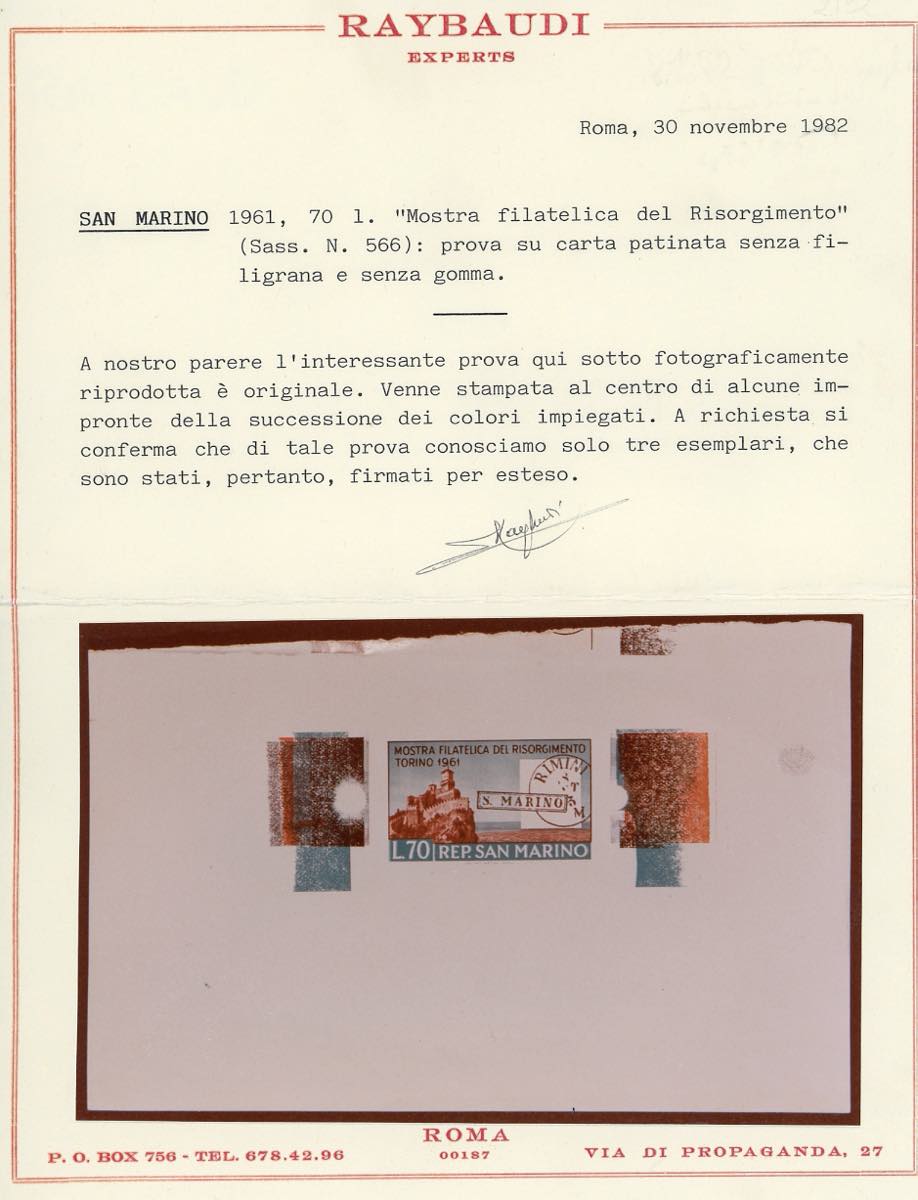 RAYBAUDI
EXPERTS
Roma, 30 novembre 1982
SAN MARINO 1961, 70 l. "Mostra filatelica del Risorgimento"
(Sass. N. 566): prova su carta patinata senza fi-
ligrana e senza gomma.
A nostro parere l'interessante prova qui sotto fotograficamente
riprodotta è originale. Venne stampata al centro di alcune im-
pronte della successione dei colori impiegati. A richiesta si
conferma che di tale prova conosciamo solo tre esemplari, che
sono stati, pertanto, firmati per esteso.
MOSTRA FILATELICA DEL RISORGIMENTO
TORINO 1961
RIMINI
S. MARINO
L.70 REP. SAN MARINO
ROMA
00187
P. O. BOX 756 - TEL. 678.42.96
VIA DI PROPAGANDA, 27